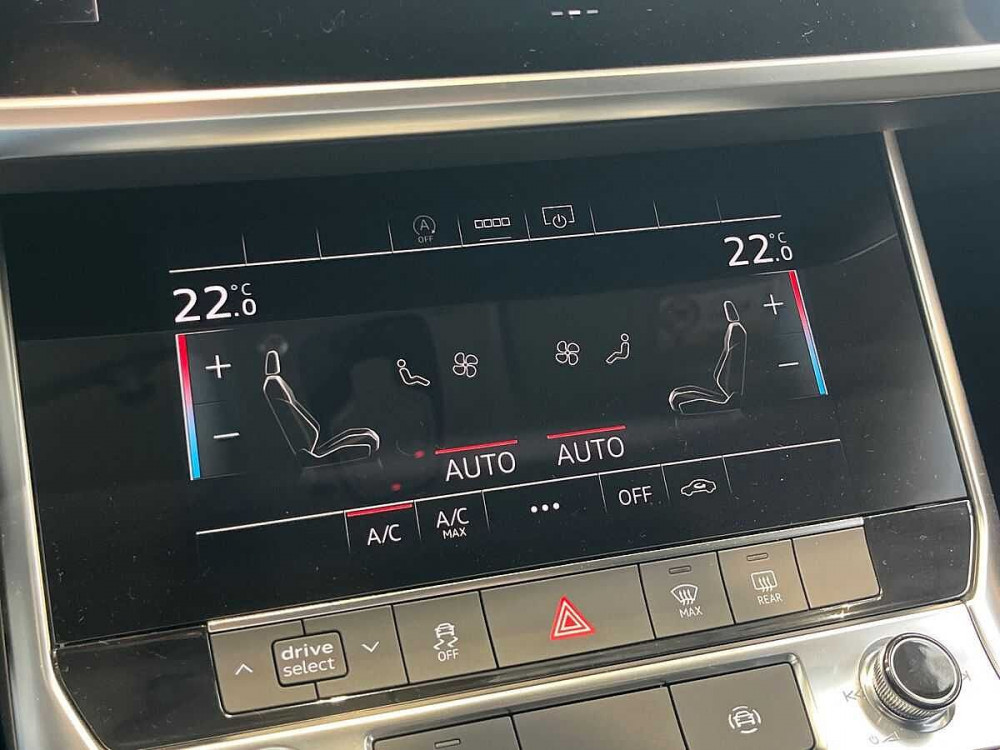 A
OFF
22.0°C
22.0°C
+
+
−
−
AUTO
AUTO
A/C
A/C
MAX
•••
OFF
MAX
REAR
drive
select
OFF